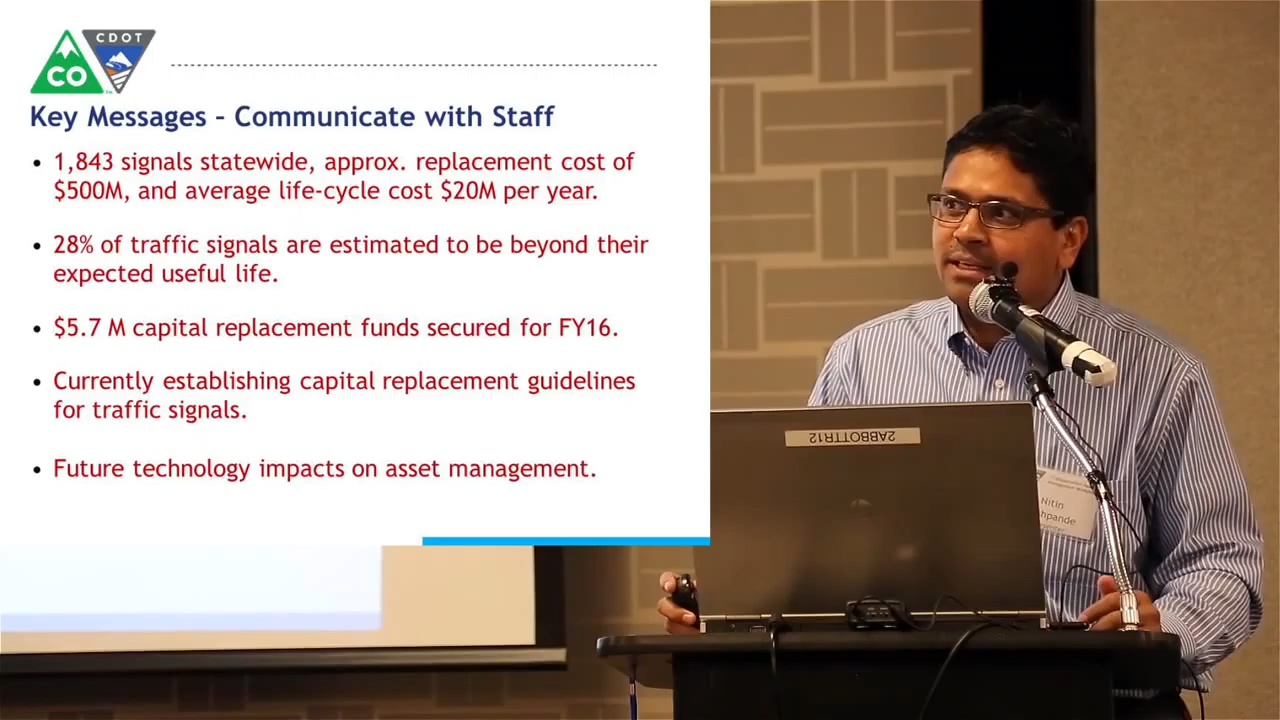 CDOT
CO
Key Messages – Communicate with Staff
• 1,843 signals statewide, approx. replacement cost of
$500M, and average life-cycle cost $20M per year.
• 28% of traffic signals are estimated to be beyond their
expected useful life.
• $5.7 M capital replacement funds secured for FY16.
• Currently establishing capital replacement guidelines
for traffic signals.
• Future technology impacts on asset management.
2ABBOTTR12
Nitin